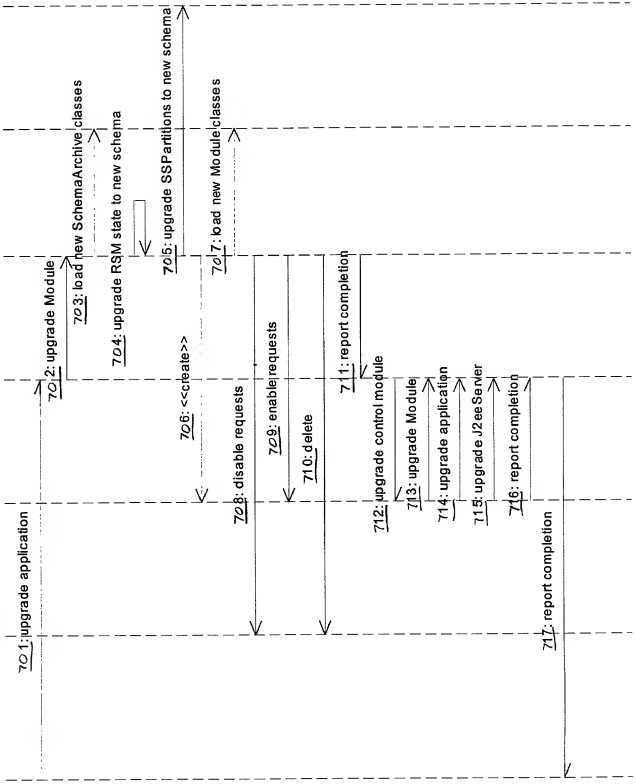 701: upgrade application
702: upgrade Module
703: load new SchemaArchive classes
704: upgrade RSM state to new schema
705: upgrade SSPartitions to new schema
706: <<create>>
707: load new Module classes
708: disable requests
709: enable requests
710: delete
711: report completion
712: upgrade control module
713: upgrade Module
714: upgrade application
715: upgrade J2eeServer
716: report completion
717: report completion